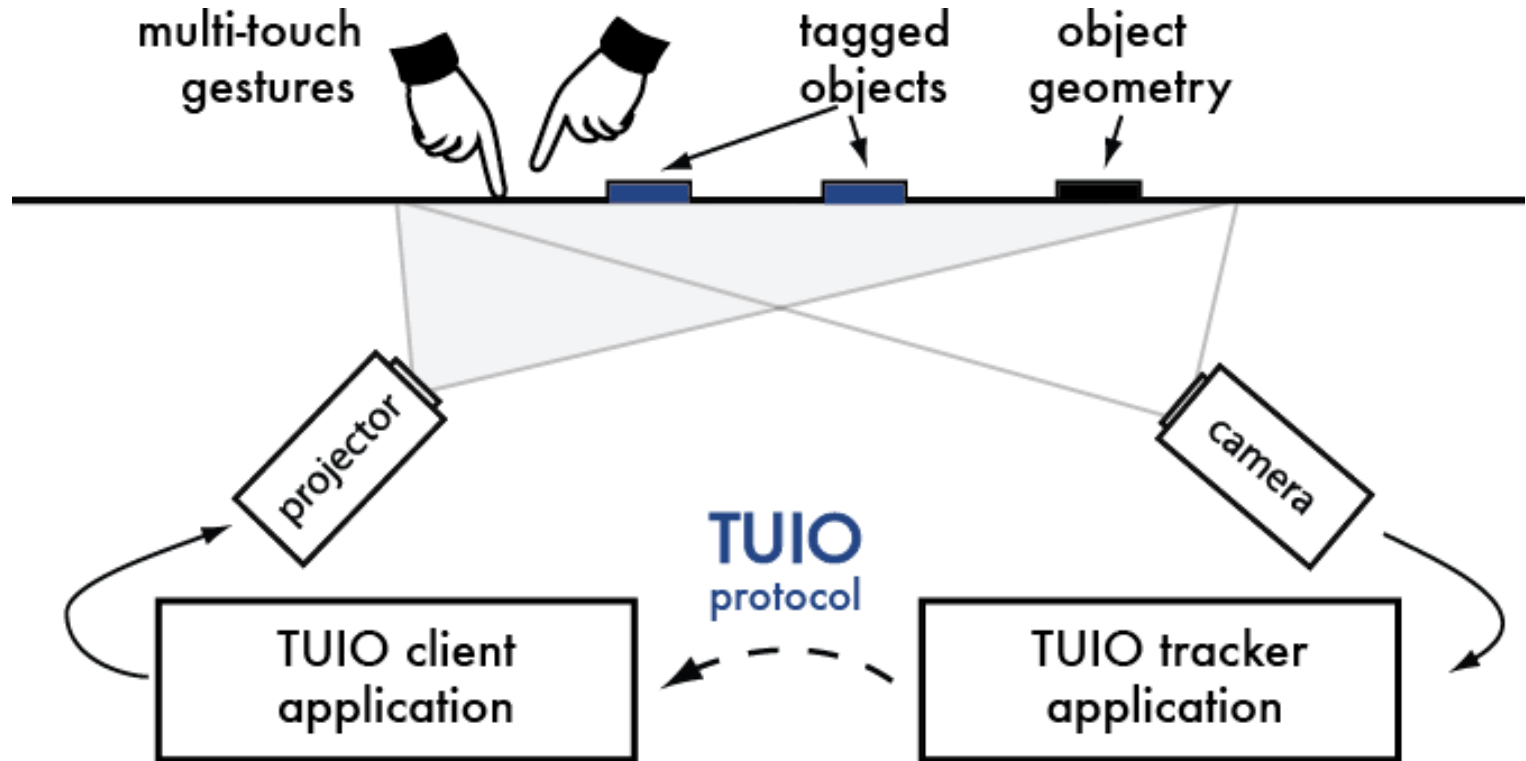 multi-touch
gestures
tagged
objects
object
geometry
projector
camera
TUIO
protocol
TUIO client
application
TUIO tracker
application